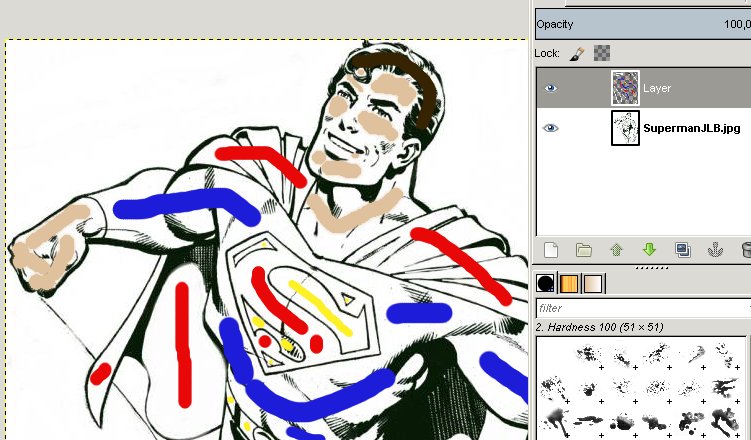 Opacity 100,0
Lock:
Layer
SupermanJLB.jpg
filter
2. Hardness 100 (51 × 51)
S